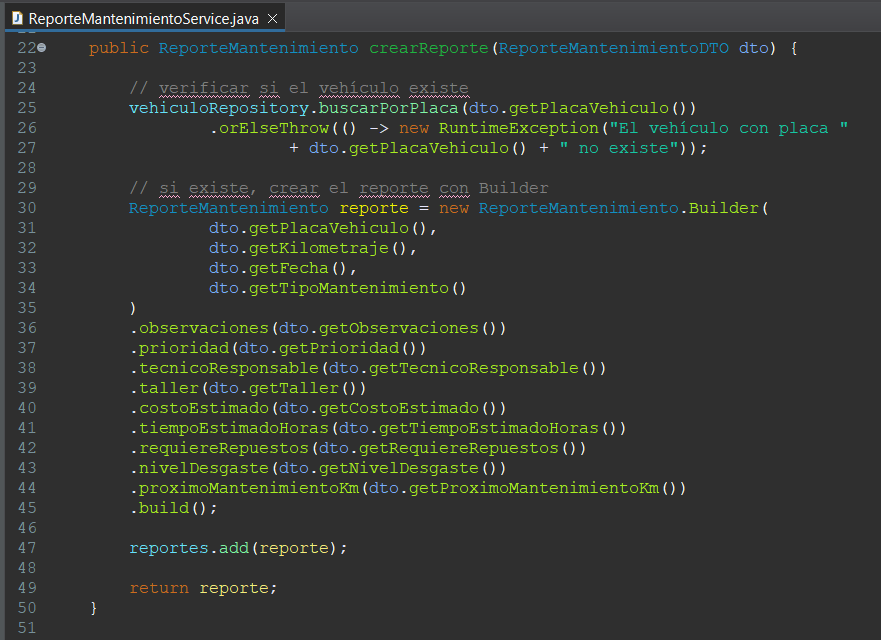 ReporteMantenimientoService.java
22 public ReporteMantenimiento crearReporte(ReporteMantenimientoDTO dto) {
23
24 // verificar si el vehículo existe
25 vehiculoRepository.buscarPorPlaca(dto.getPlacaVehiculo())
26 .orElseThrow(() -> new RuntimeException("El vehículo con placa "
27 + dto.getPlacaVehiculo() + " no existe"));
28
29 // si existe, crear el reporte con Builder
30 ReporteMantenimiento reporte = new ReporteMantenimiento.Builder(
31 dto.getPlacaVehiculo(),
32 dto.getKilometraje(),
33 dto.getFecha(),
34 dto.getTipoMantenimiento()
35 )
36 .observaciones(dto.getObservaciones())
37 .prioridad(dto.getPrioridad())
38 .tecnicoResponsable(dto.getTecnicoResponsable())
39 .taller(dto.getTaller())
40 .costoEstimado(dto.getCostoEstimado())
41 .tiempoEstimadoHoras(dto.getTiempoEstimadoHoras())
42 .requiereRepuestos(dto.getRequiereRepuestos())
43 .nivelDesgaste(dto.getNivelDesgaste())
44 .proximoMantenimientoKm(dto.getProximoMantenimientoKm())
45 .build();
46
47 reportes.add(reporte);
48
49 return reporte;
50 }
51